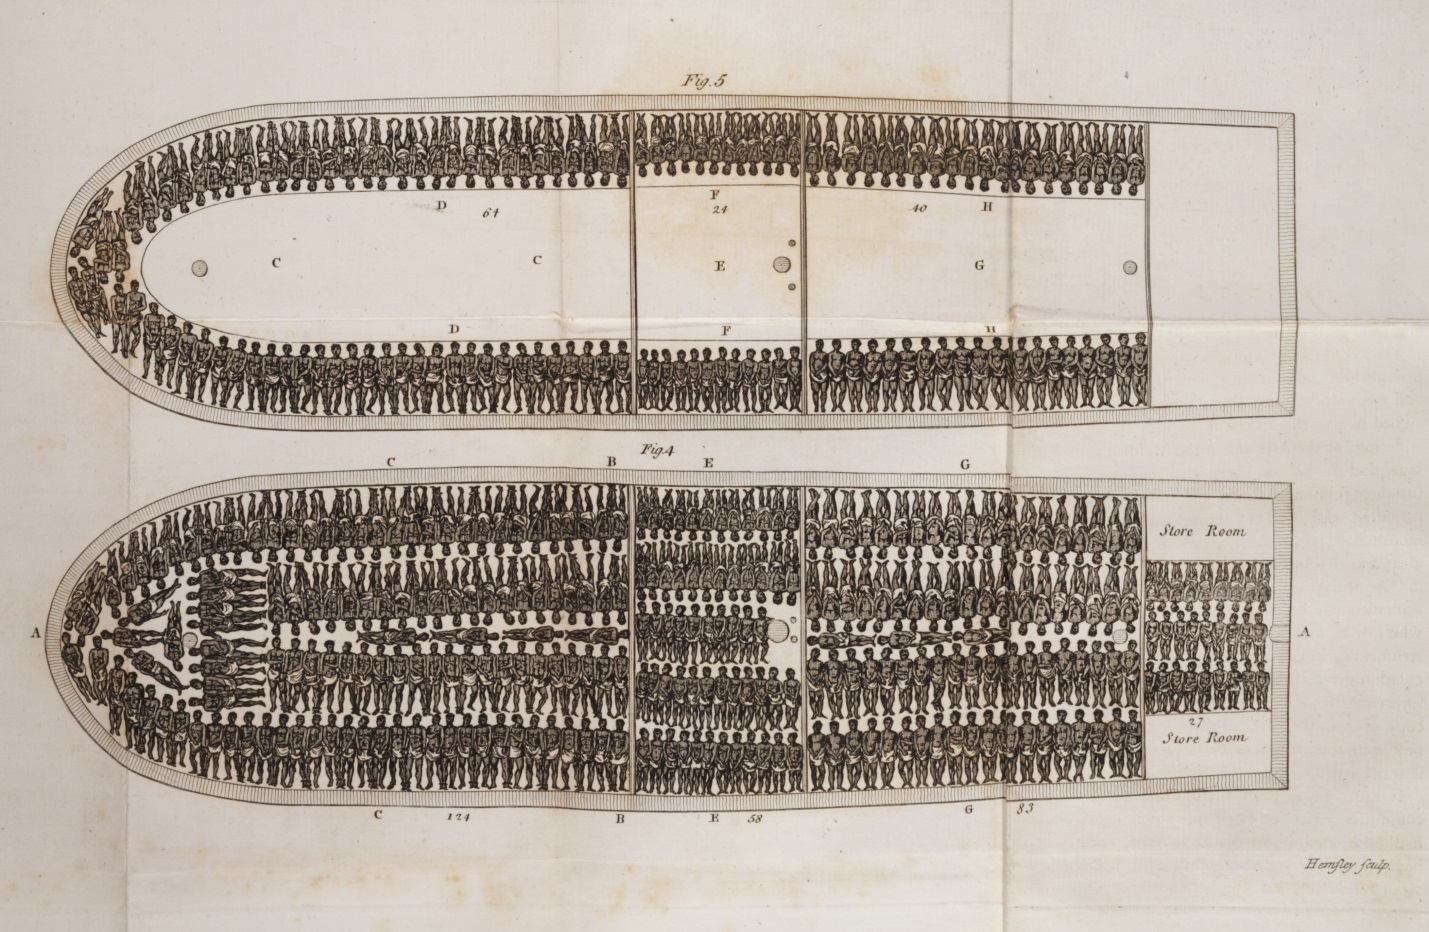 Fig. 5
D 64
F
24
40 H
C C E G
D F H
Fig. 4
C B E G
Store Room
A A
27
Store Room
C 124 B E 58 G 83
Hemsley sculp.